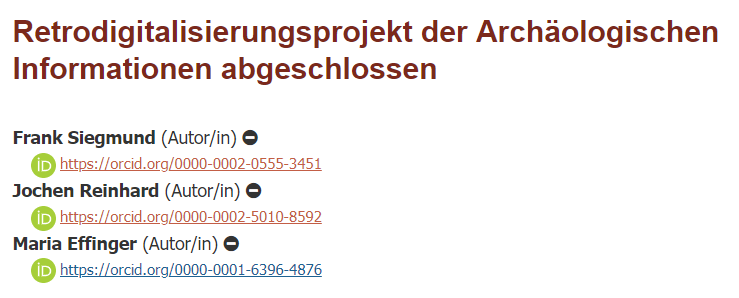 Retrodigitalisierungsprojekt der Archäologischen
Informationen abgeschlossen
Frank Siegmund (Autor/in)
iD https://orcid.org/0000-0002-0555-3451
Jochen Reinhard (Autor/in)
iD https://orcid.org/0000-0002-5010-8592
Maria Effinger (Autor/in)
iD https://orcid.org/0000-0001-6396-4876